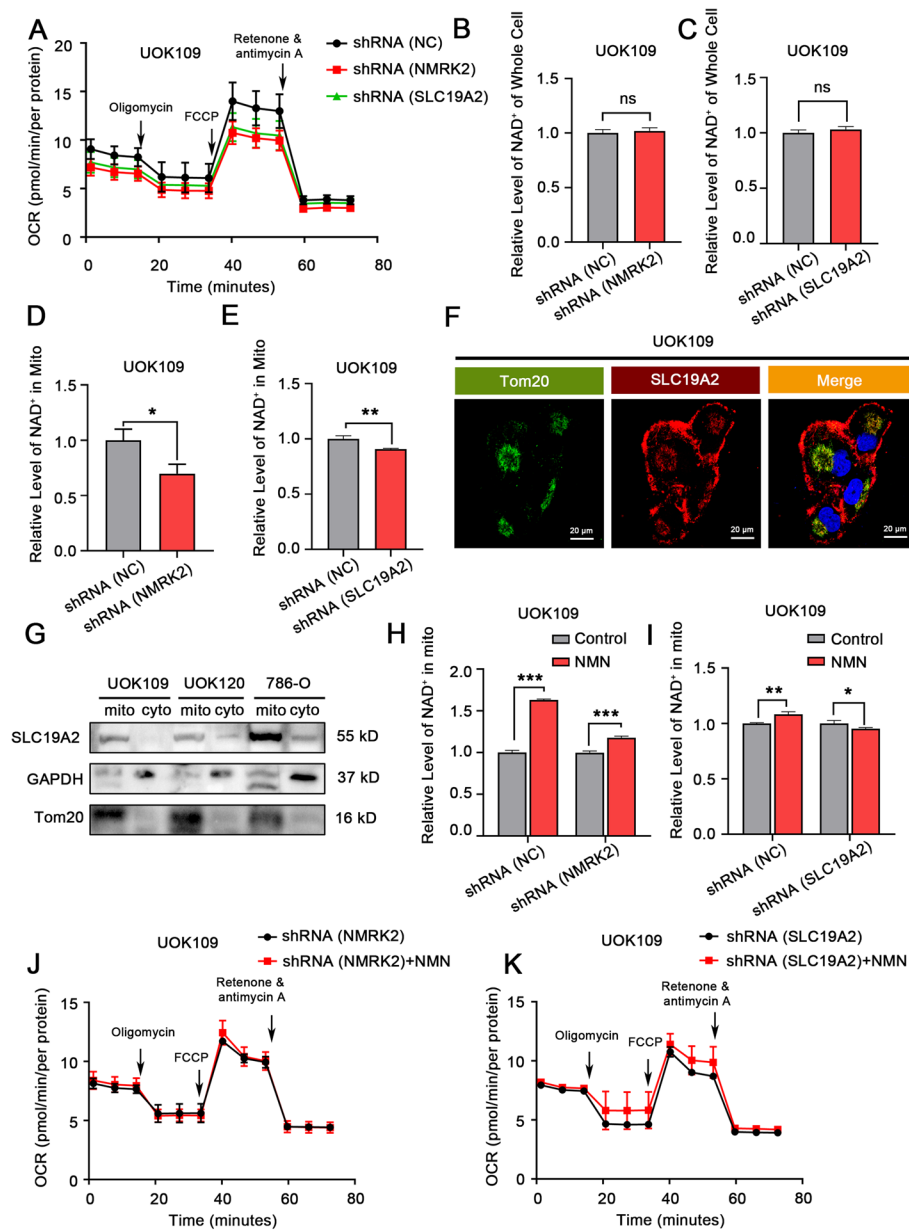 A
UOK109
OCR (pmol/min/per protein)
20
15
10
5
0
0
20
40
60
80
Time (minutes)
Oligomycin
FCCP
Retenone &
antimycin A
shRNA (NC)
shRNA (NMRK2)
shRNA (SLC19A2)
B
UOK109
Relative Level of NAD⁺ of Whole Cell
1.5
1.0
0.5
0.0
ns
shRNA (NC)
shRNA (NMRK2)
C
UOK109
Relative Level of NAD⁺ of Whole Cell
1.5
1.0
0.5
0.0
ns
shRNA (NC)
shRNA (SLC19A2)
D
UOK109
Relative Level of NAD⁺ in Mito
1.5
1.0
0.5
0.0
*
shRNA (NC)
shRNA (NMRK2)
E
UOK109
Relative Level of NAD⁺ in Mito
1.5
1.0
0.5
0.0
**
shRNA (NC)
shRNA (SLC19A2)
F
UOK109
Tom20
SLC19A2
Merge
20 µm
20 µm
20 µm
G
UOK109 UOK120 786-O
mito cyto mito cyto mito cyto
SLC19A2 55 kD
GAPDH 37 kD
Tom20 16 kD
H
UOK109
Control
NMN
Relative Level of NAD⁺ in mito
2.0
1.5
1.0
0.5
0.0
***
***
shRNA (NC)
shRNA (NMRK2)
I
UOK109
Control
NMN
Relative Level of NAD⁺ in mito
1.5
1.0
0.5
0.0
**
*
shRNA (NC)
shRNA (SLC19A2)
J
UOK109
shRNA (NMRK2)
shRNA (NMRK2)+NMN
OCR (pmol/min/per protein)
15
10
5
0
0
20
40
60
80
Time (minutes)
Oligomycin
FCCP
Retenone &
antimycin A
K
UOK109
shRNA (SLC19A2)
shRNA (SLC19A2)+NMN
OCR (pmol/min/per protein)
15
10
5
0
0
20
40
60
80
Time (minutes)
Oligomycin
FCCP
Retenone &
antimycin A